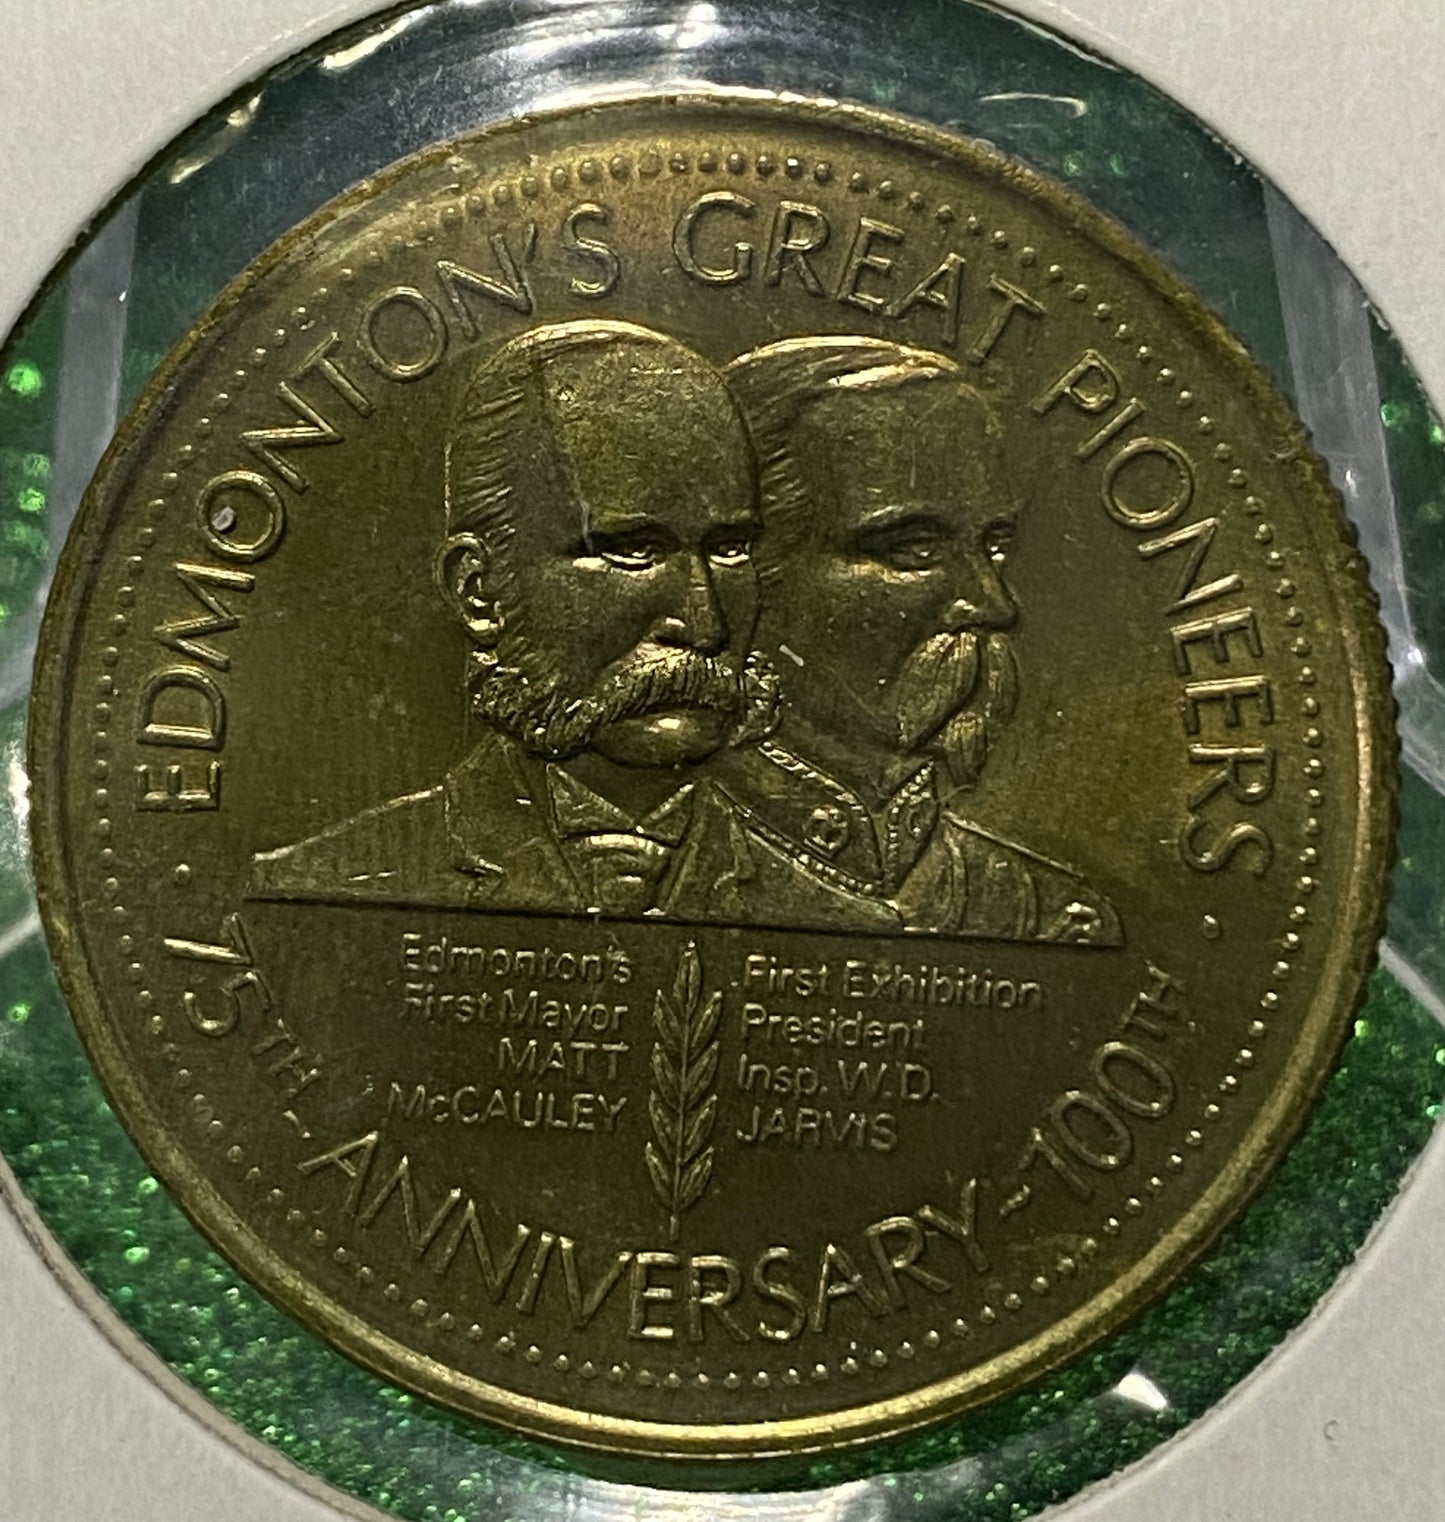 EDMONTON'S GREAT PIONEERS
Edmonton's
First Mayor
MATT
McCAULEY
First Exhibition
President
Insp. W.D.
JARVIS
75TH - ANNIVERSARY - 100TH